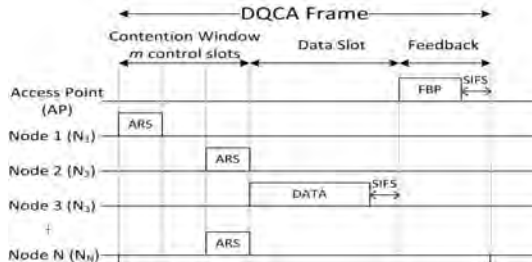 DQCA Frame
Contention Window
m control slots
Data Slot
Feedback
Access Point
(AP)
FBP
SIFS
Node 1 (N₁)
ARS
Node 2 (N₂)
ARS
Node 3 (N₃)
DATA
SIFS
Node N (N_N)
ARS